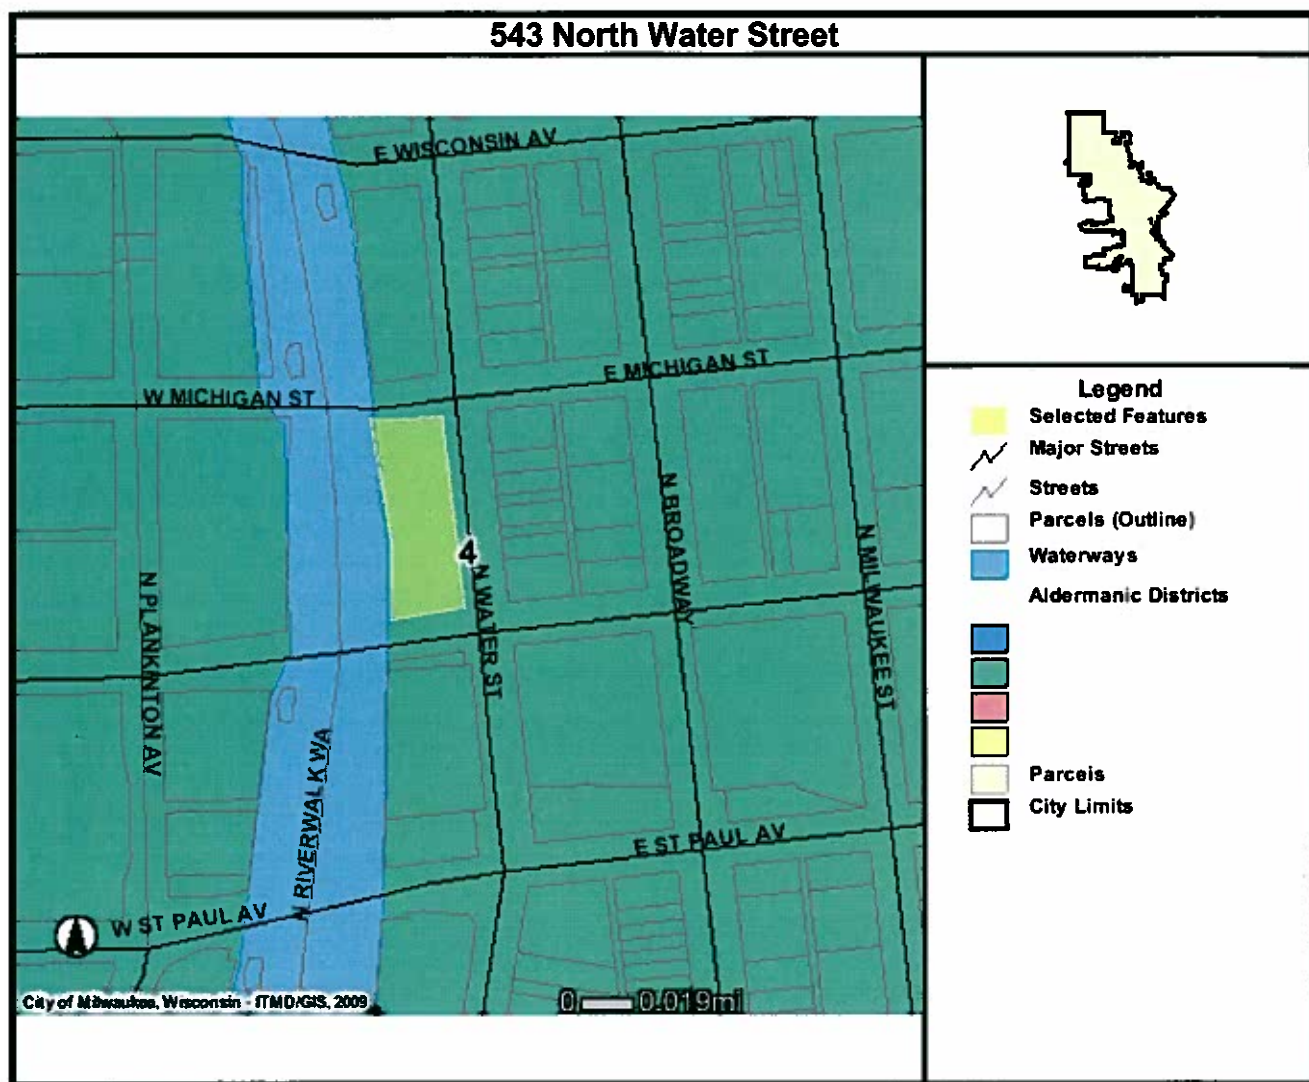 543 North Water Street
E WISCONSIN AV
W MICHIGAN ST
E MICHIGAN ST
4
N PLANKINTON AV
N WATER ST
N BROADWAY
N MILWAUKEE ST
N RIVERWALK WA
E ST PAUL AV
W ST PAUL AV
City of Milwaukee, Wisconsin - ITMD/GIS, 2009
0 0.019mi
Legend
Selected Features
Major Streets
Streets
Parcels (Outline)
Waterways
Aldermanic Districts
Parcels
City Limits